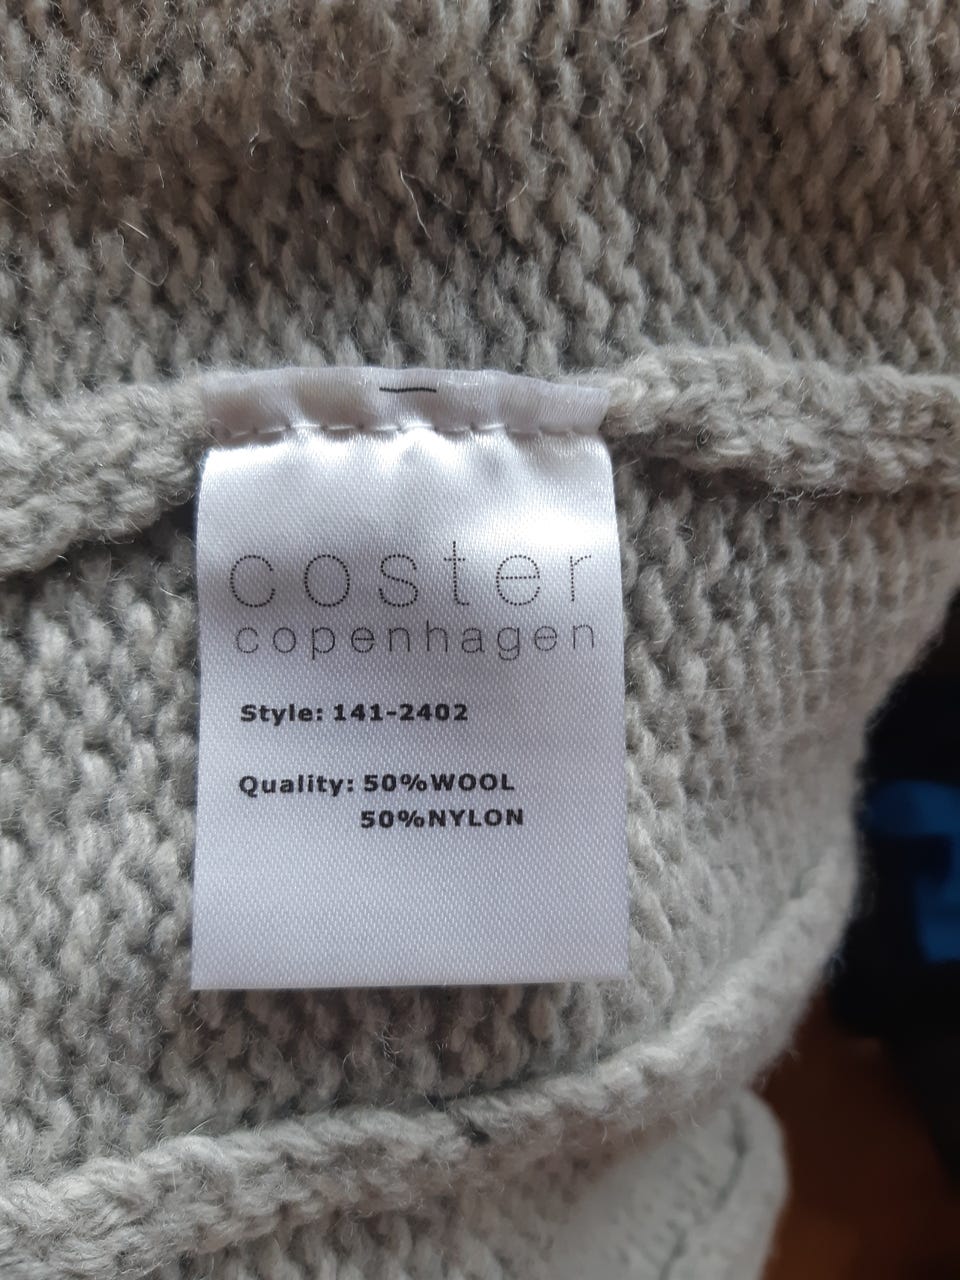 coster
copenhagen
Style: 141-2402
Quality: 50%WOOL
50%NYLON